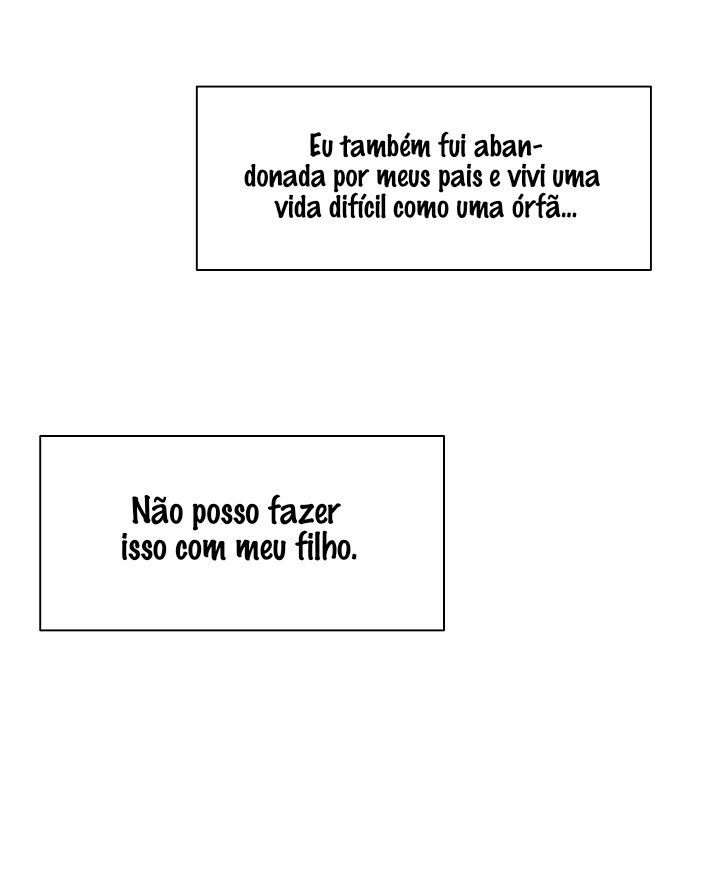 Eu também fui aban-
donada por meus pais e vivi uma
vida difícil como uma órfã...
Não posso fazer
isso com meu filho.